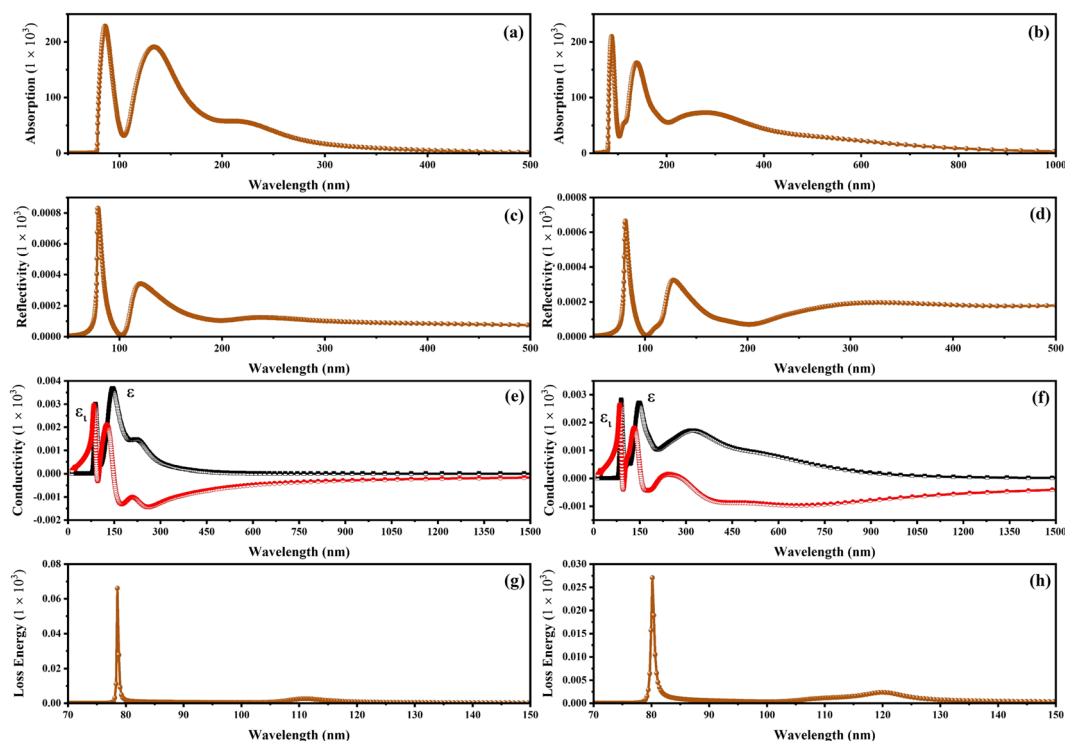 (a)
Absorption (1 × 10³)
200
100
0
100 200 300 400 500
Wavelength (nm)
(b)
Absorption (1 × 10³)
200
100
0
200 400 600 800 1000
Wavelength (nm)
(c)
Reflectivity (1 × 10³)
0.0008
0.0006
0.0004
0.0002
0.0000
100 200 300 400 500
Wavelength (nm)
(d)
Reflectivity (1 × 10³)
0.0008
0.0006
0.0004
0.0002
0.0000
100 200 300 400 500
Wavelength (nm)
(e)
Conductivity (1 × 10³)
0.004
0.003
0.002
0.001
0.000
-0.001
-0.002
ε_ι
ε
0 150 300 450 600 750 900 1050 1200 1350 1500
Wavelength (nm)
(f)
Conductivity (1 × 10³)
0.003
0.002
0.001
0.000
-0.001
ε_ι
ε
0 150 300 450 600 750 900 1050 1200 1350 1500
Wavelength (nm)
(g)
Loss Energy (1 × 10³)
0.08
0.06
0.04
0.02
0.00
70 80 90 100 110 120 130 140 150
Wavelength (nm)
(h)
Loss Energy (1 × 10³)
0.030
0.025
0.020
0.015
0.010
0.005
0.000
70 80 90 100 110 120 130 140 150
Wavelength (nm)